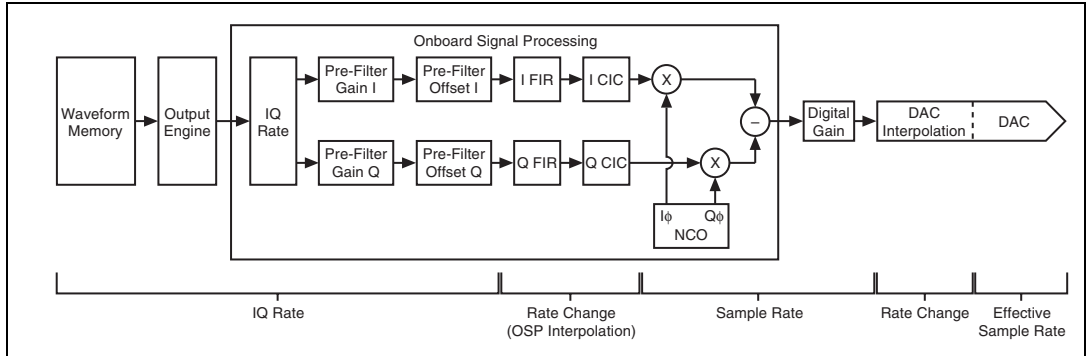 Onboard Signal Processing
Waveform
Memory
Output
Engine
IQ
Rate
Pre-Filter
Gain I
Pre-Filter
Offset I
I FIR
I CIC
X
Pre-Filter
Gain Q
Pre-Filter
Offset Q
Q FIR
Q CIC
X
–
Iϕ Qϕ
NCO
Digital
Gain
DAC
Interpolation
DAC
IQ Rate
Rate Change
(OSP Interpolation)
Sample Rate
Rate Change
Effective
Sample Rate